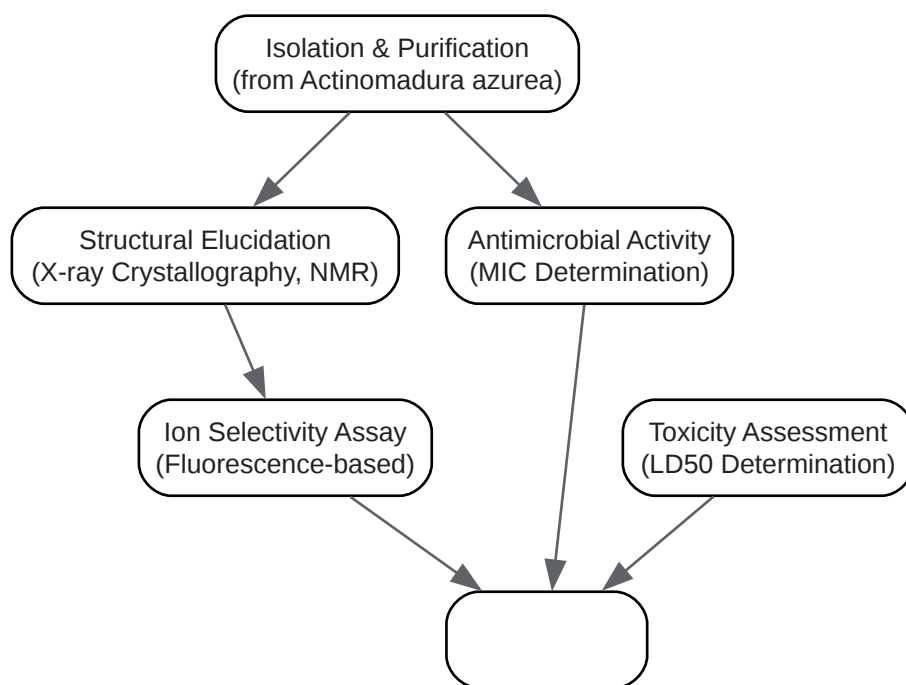 Isolation & Purification
(from Actinomadura azurea)
Structural Elucidation
(X-ray Crystallography, NMR)
Antimicrobial Activity
(MIC Determination)
Ion Selectivity Assay
(Fluorescence-based)
Toxicity Assessment
(LD50 Determination)